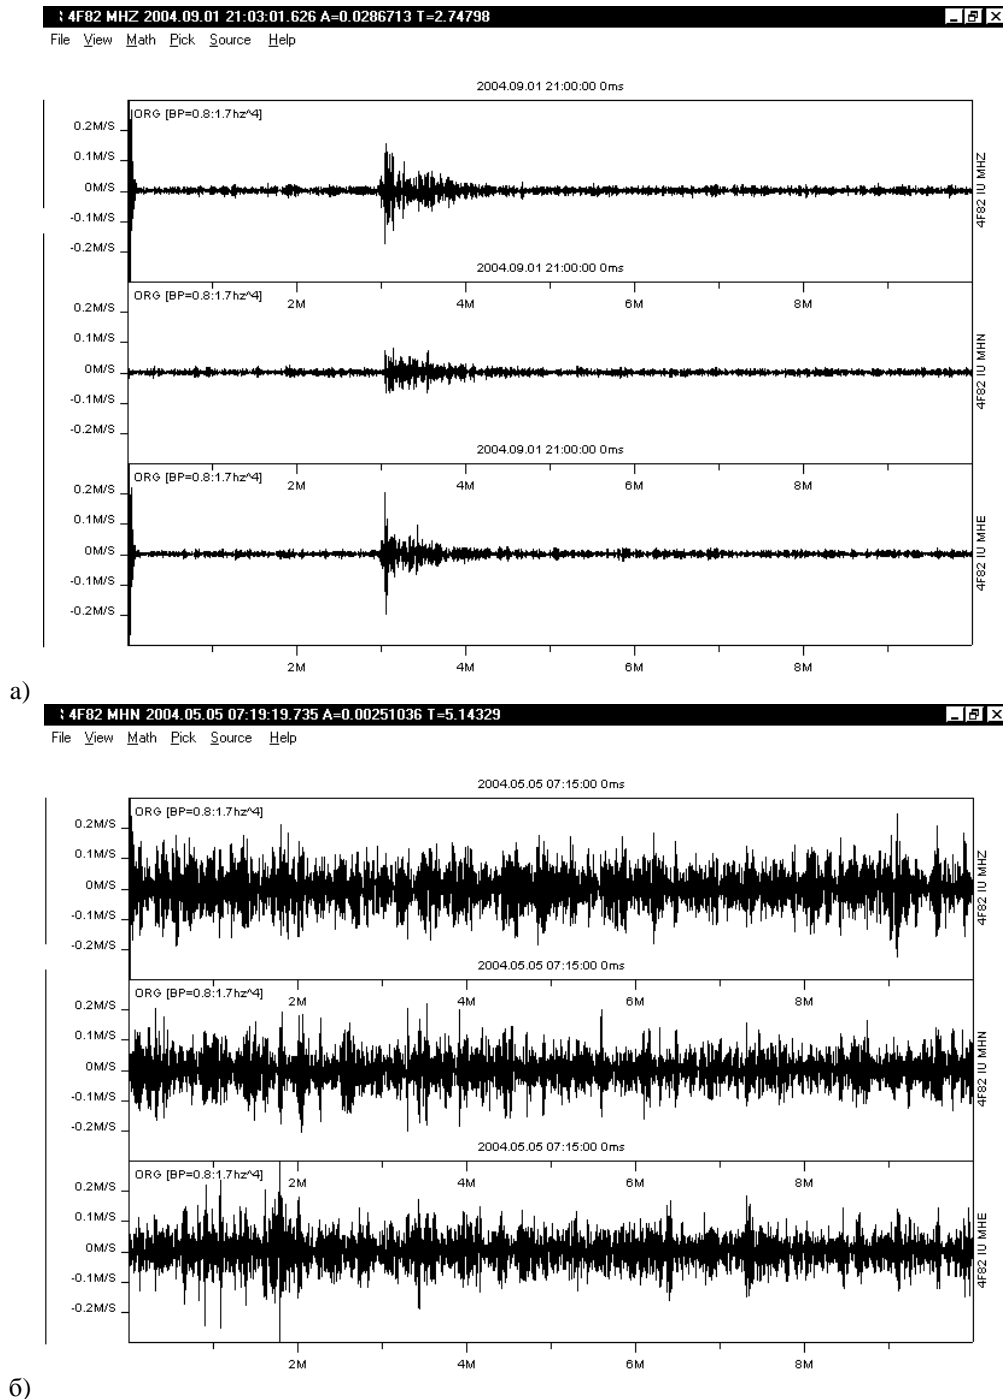 4F82 MHZ 2004.09.01 21:03:01.626 A=0.0286713 T=2.74798
File View Math Pick Source Help
2004.09.01 21:00:00 0ms
ORG [BP=0.8:1.7hz^4]
0.2M/S
0.1M/S
0M/S
-0.1M/S
-0.2M/S
4F82 IU MHZ
2004.09.01 21:00:00 0ms
ORG [BP=0.8:1.7hz^4]
2M 4M 6M 8M
0.2M/S
0.1M/S
0M/S
-0.1M/S
-0.2M/S
4F82 IU MHN
2004.09.01 21:00:00 0ms
ORG [BP=0.8:1.7hz^4]
2M 4M 6M 8M
0.2M/S
0.1M/S
0M/S
-0.1M/S
-0.2M/S
4F82 IU MHE
2M 4M 6M 8M
а)
4F82 MHN 2004.05.05 07:19:19.735 A=0.00251036 T=5.14329
File View Math Pick Source Help
2004.05.05 07:15:00 0ms
ORG [BP=0.8:1.7hz^4]
0.2M/S
0.1M/S
0M/S
-0.1M/S
-0.2M/S
4F82 IU MHZ
2004.05.05 07:15:00 0ms
ORG [BP=0.8:1.7hz^4]
2M 4M 6M 8M
0.2M/S
0.1M/S
0M/S
-0.1M/S
-0.2M/S
4F82 IU MHN
2004.05.05 07:15:00 0ms
ORG [BP=0.8:1.7hz^4]
2M 4M 6M 8M
0.2M/S
0.1M/S
0M/S
-0.1M/S
-0.2M/S
4F82 IU MHE
2M 4M 6M 8M
б)